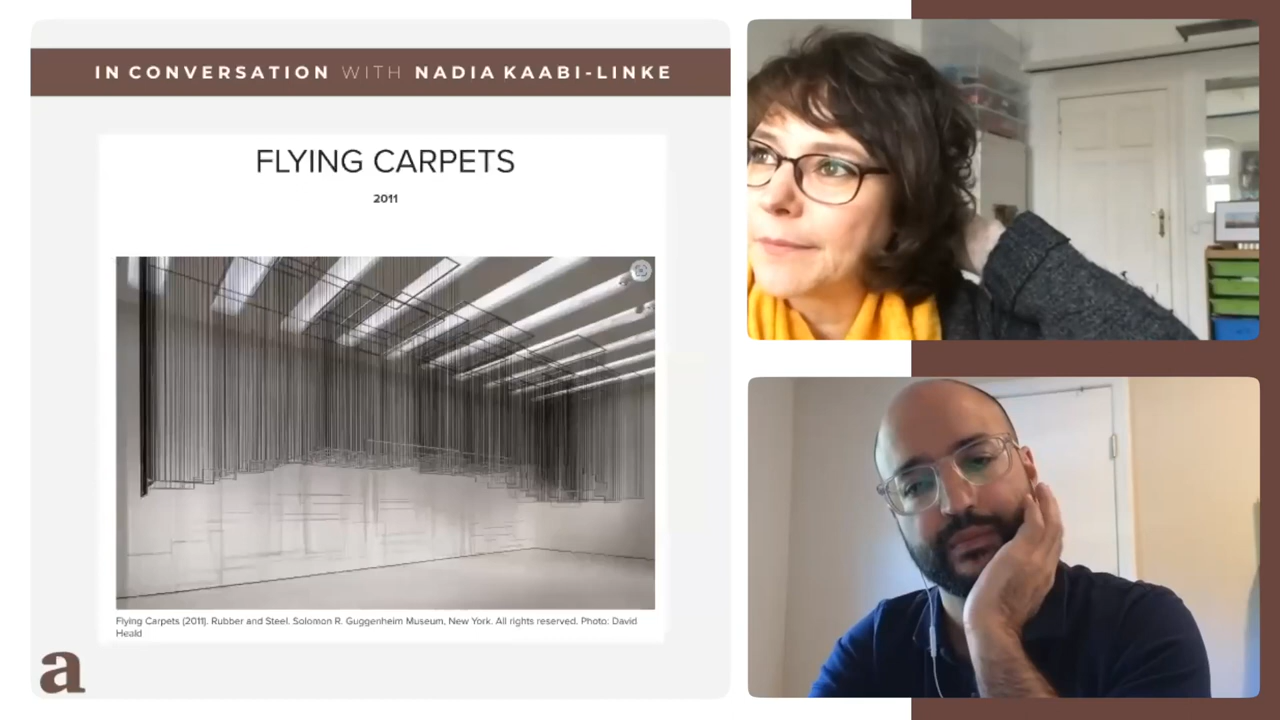 IN CONVERSATION WITH NADIA KAABI-LINKE
FLYING CARPETS
2011
Flying Carpets (2011). Rubber and Steel. Solomon R. Guggenheim Museum, New York. All rights reserved. Photo: David
Heald
a